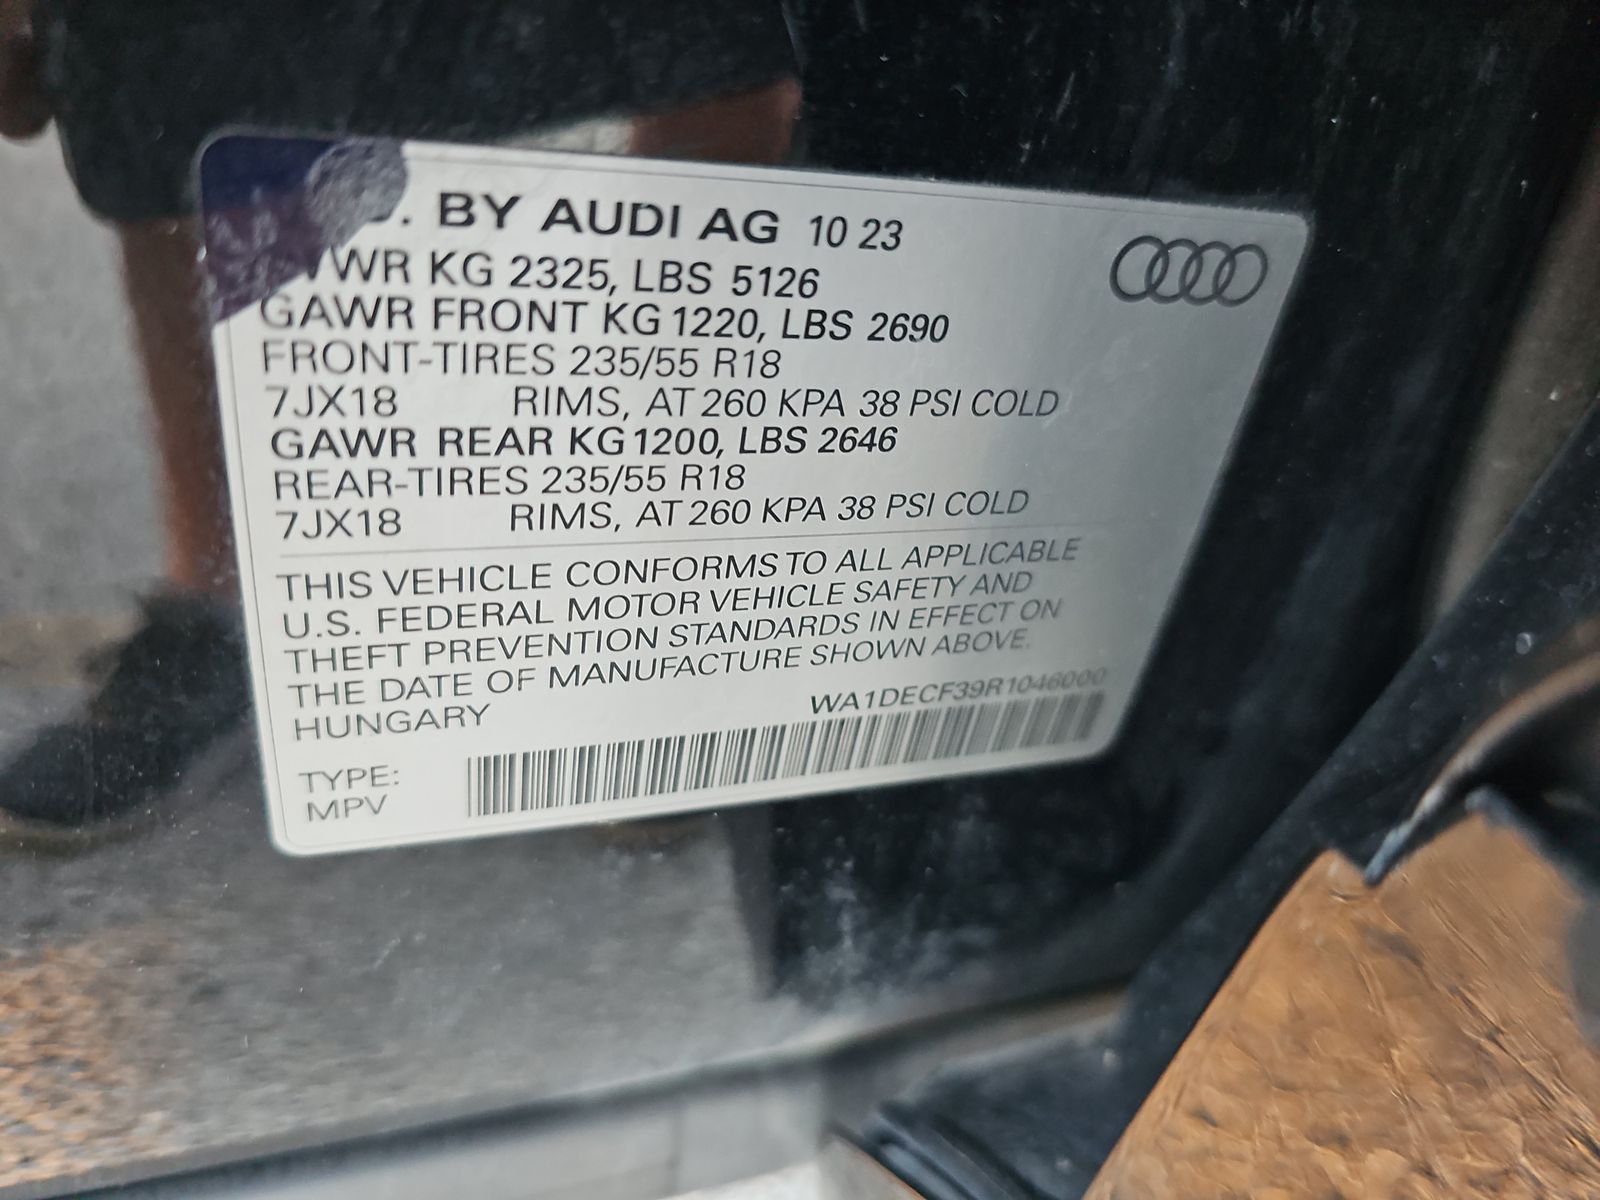 BY AUDI AG 10 23
GVWR KG 2325, LBS 5126
GAWR FRONT KG 1220, LBS 2690
FRONT-TIRES 235/55 R18
7JX18 RIMS, AT 260 KPA 38 PSI COLD
GAWR REAR KG 1200, LBS 2646
REAR-TIRES 235/55 R18
7JX18 RIMS, AT 260 KPA 38 PSI COLD
THIS VEHICLE CONFORMS TO ALL APPLICABLE
U.S. FEDERAL MOTOR VEHICLE SAFETY AND
THEFT PREVENTION STANDARDS IN EFFECT ON
THE DATE OF MANUFACTURE SHOWN ABOVE.
HUNGARY WA1DECF39R1046000
TYPE:
MPV